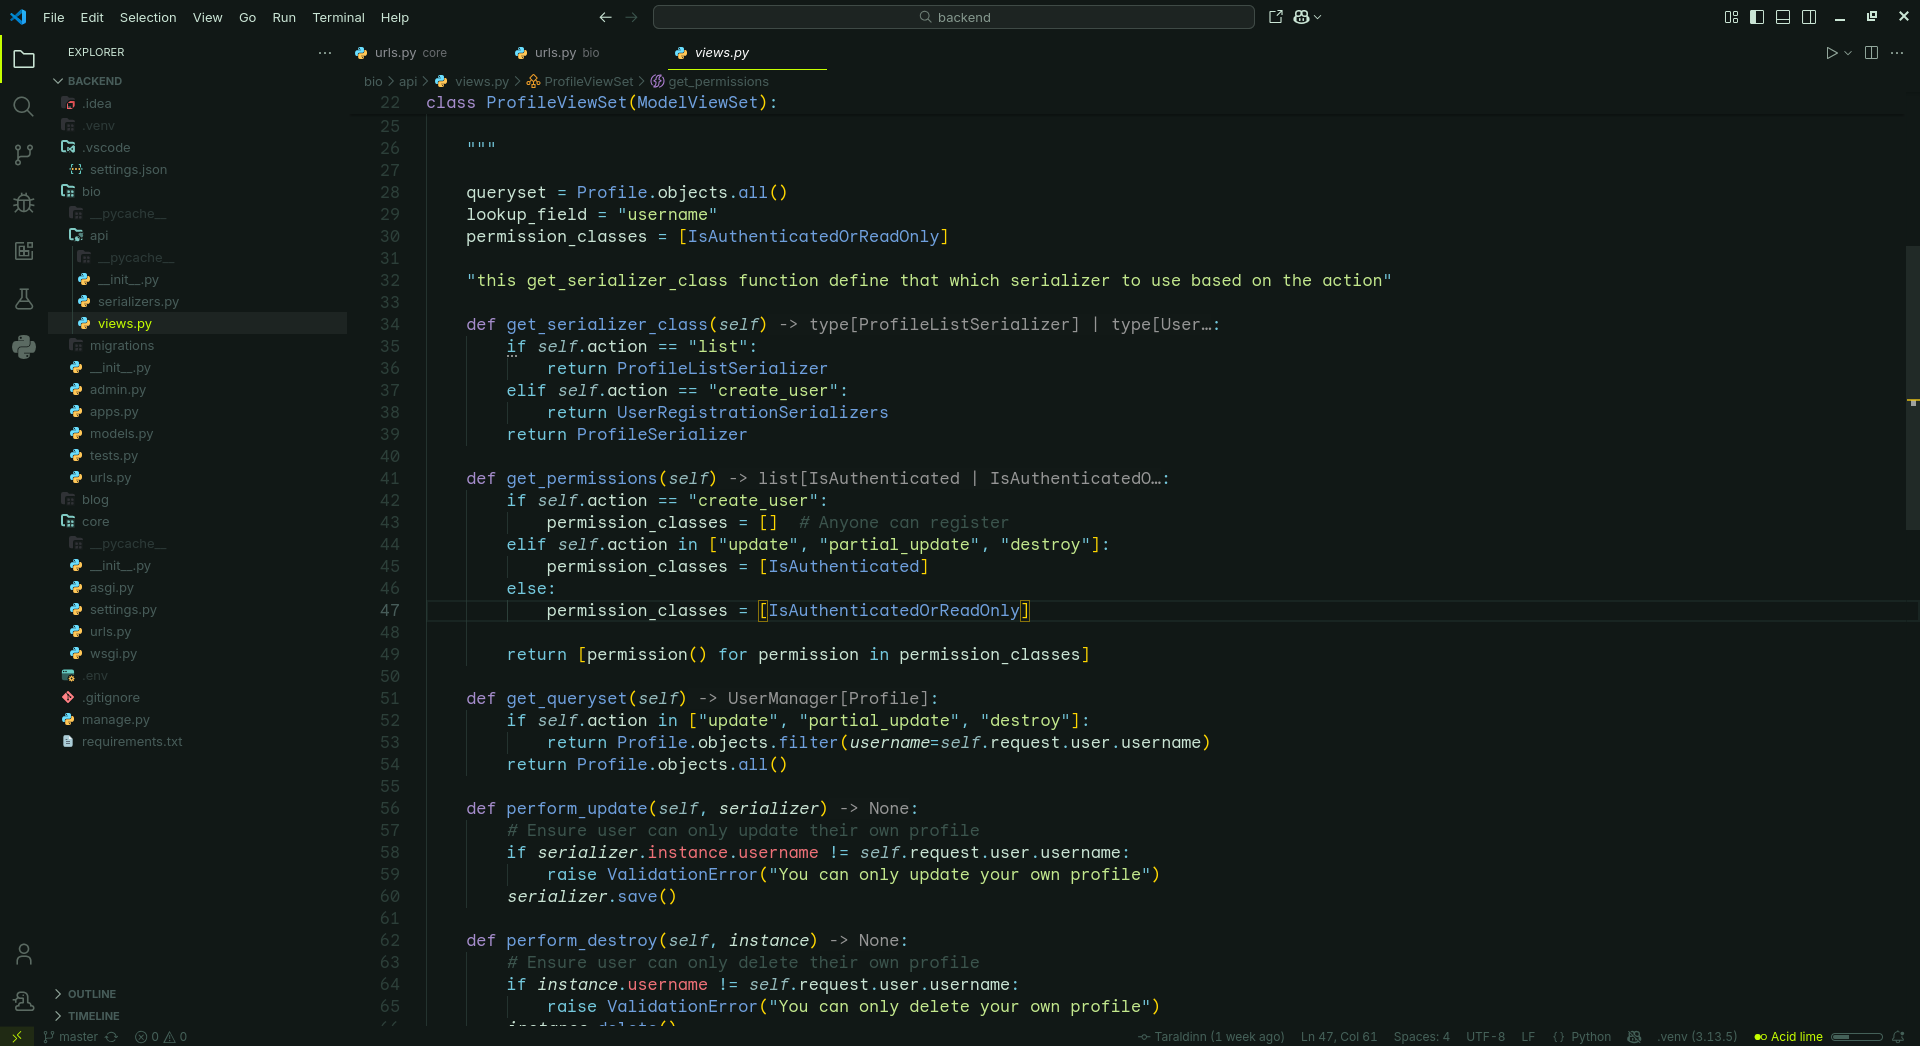 File Edit Selection View Go Run Terminal Help
backend
EXPLORER
BACKEND
.idea
.venv
.vscode
settings.json
bio
__pycache__
api
__pycache__
__init__.py
serializers.py
views.py
migrations
__init__.py
admin.py
apps.py
models.py
tests.py
urls.py
blog
core
__pycache__
__init__.py
asgi.py
settings.py
urls.py
wsgi.py
.env
.gitignore
manage.py
requirements.txt
OUTLINE
TIMELINE
urls.py core
urls.py bio
views.py
bio > api > views.py > ProfileViewSet > get_permissions
22 class ProfileViewSet(ModelViewSet):
25
26     """
27
28     queryset = Profile.objects.all()
29     lookup_field = "username"
30     permission_classes = [IsAuthenticatedOrReadOnly]
31
32     "this get_serializer_class function define that which serializer to use based on the action"
33
34     def get_serializer_class(self) -> type[ProfileListSerializer] | type[User…:
35         if self.action == "list":
36             return ProfileListSerializer
37         elif self.action == "create_user":
38             return UserRegistrationSerializers
39         return ProfileSerializer
40
41     def get_permissions(self) -> list[IsAuthenticated | IsAuthenticatedO…:
42         if self.action == "create_user":
43             permission_classes = []  # Anyone can register
44         elif self.action in ["update", "partial_update", "destroy"]:
45             permission_classes = [IsAuthenticated]
46         else:
47             permission_classes = [IsAuthenticatedOrReadOnly]
48
49         return [permission() for permission in permission_classes]
50
51     def get_queryset(self) -> UserManager[Profile]:
52         if self.action in ["update", "partial_update", "destroy"]:
53             return Profile.objects.filter(username=self.request.user.username)
54         return Profile.objects.all()
55
56     def perform_update(self, serializer) -> None:
57         # Ensure user can only update their own profile
58         if serializer.instance.username != self.request.user.username:
59             raise ValidationError("You can only update your own profile")
60         serializer.save()
61
62     def perform_destroy(self, instance) -> None:
63         # Ensure user can only delete their own profile
64         if instance.username != self.request.user.username:
65             raise ValidationError("You can only delete your own profile")
66         instance.delete()
master 0 0 Taraldinn (1 week ago) Ln 47, Col 61 Spaces: 4 UTF-8 LF {} Python .venv (3.13.5) Acid lime